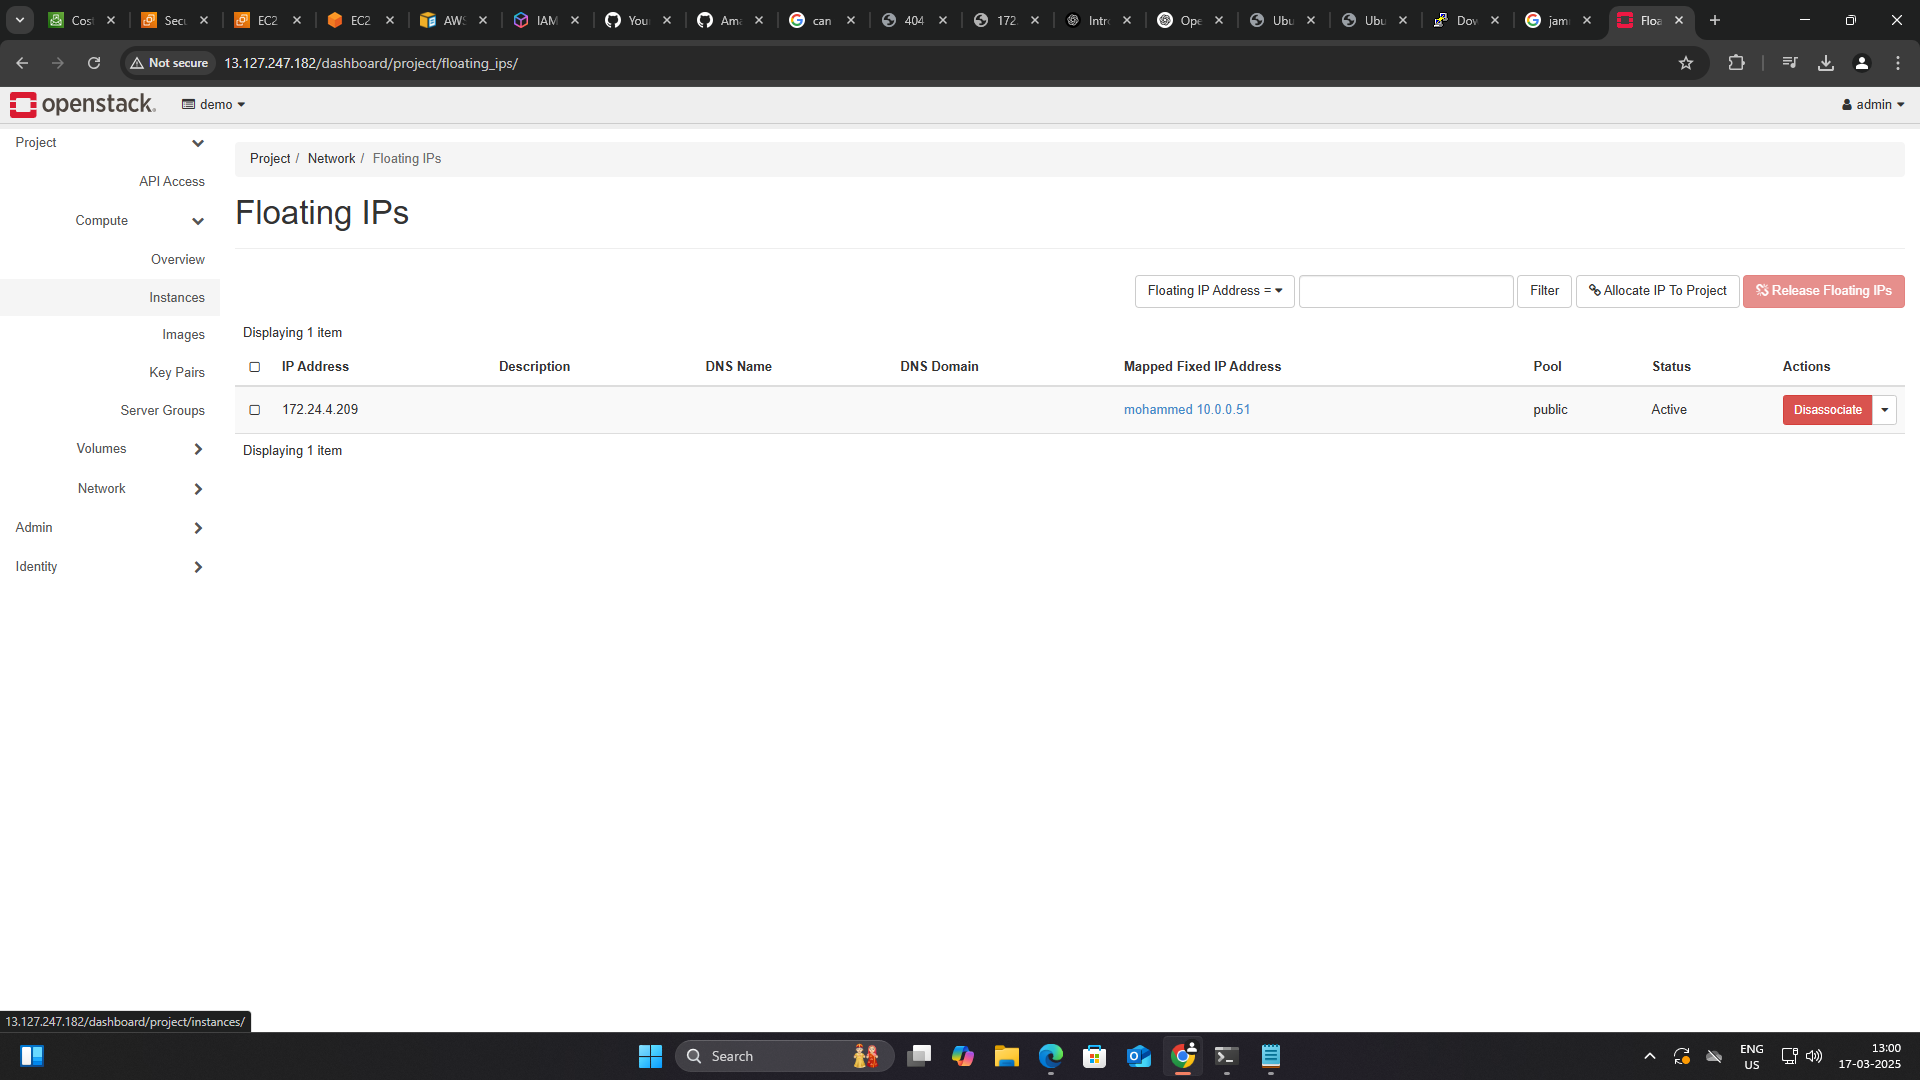 Cos
Secu
EC2
EC2
AWS
IAM
You
Ama
can
404
172.
Intro
Ope
Ubu
Ubu
Dow
jam
Floa
Not secure
13.127.247.182/dashboard/project/floating_ips/
openstack.
demo
admin
Project
API Access
Compute
Overview
Instances
Images
Key Pairs
Server Groups
Volumes
Network
Admin
Identity
Project / Network / Floating IPs
Floating IPs
Floating IP Address = Filter Allocate IP To Project Release Floating IPs
Displaying 1 item
IP Address Description DNS Name DNS Domain Mapped Fixed IP Address Pool Status Actions
172.24.4.209 mohammed 10.0.0.51 public Active Disassociate
Displaying 1 item
13.127.247.182/dashboard/project/instances/
Search
ENG
US
13:00
17-03-2025